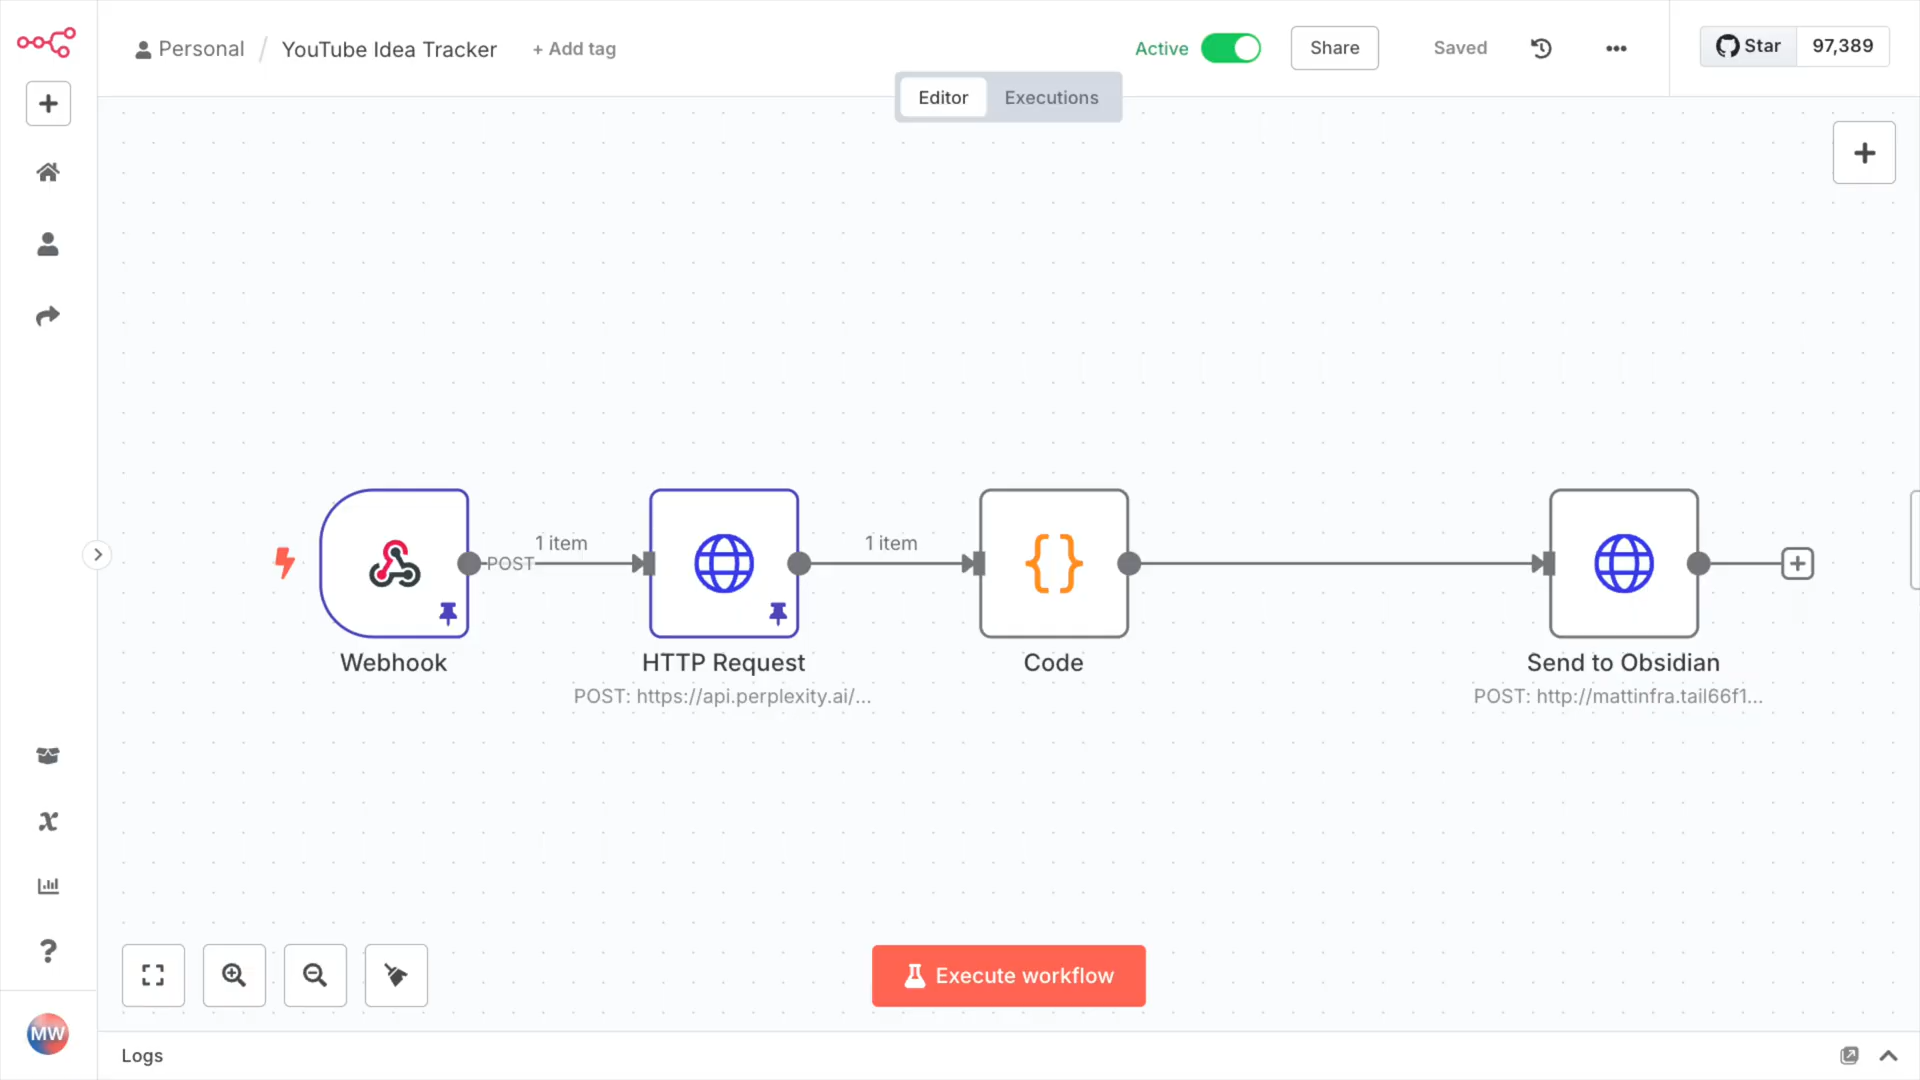 Personal / YouTube Idea Tracker + Add tag
Active Share Saved Star 97,389
Editor Executions
1 item 1 item
POST
Webhook HTTP Request Code Send to Obsidian
POST: https://api.perplexity.ai/... POST: http://mattinfra.tail66f1...
Execute workflow
MW
Logs